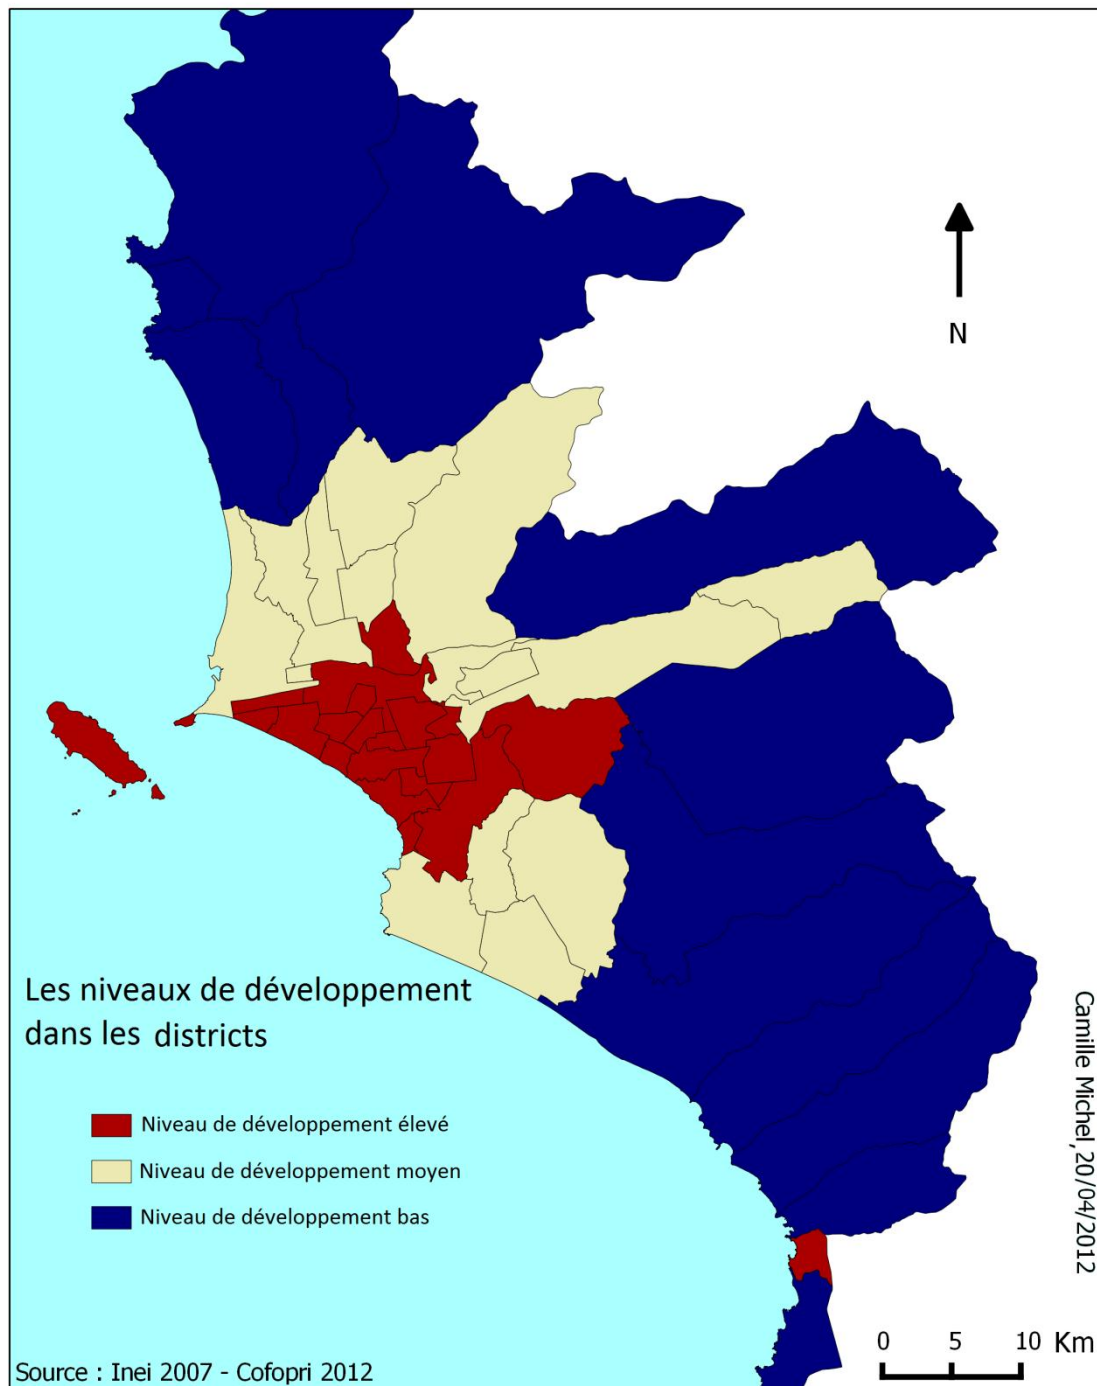 N
Les niveaux de développement
dans les districts
Niveau de développement élevé
Niveau de développement moyen
Niveau de développement bas
Camille Michel, 20/04/2012
0 5 10 Km
Source : Inei 2007 - Cofopri 2012